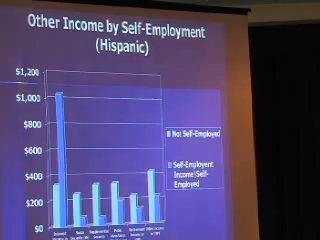 Other Income by Self-Employment
(Hispanic)
$1,200
$1,000
$800
$600
$400
$200
$0
Not Self-Employed
Self-Employent
Income\Self-
Employed